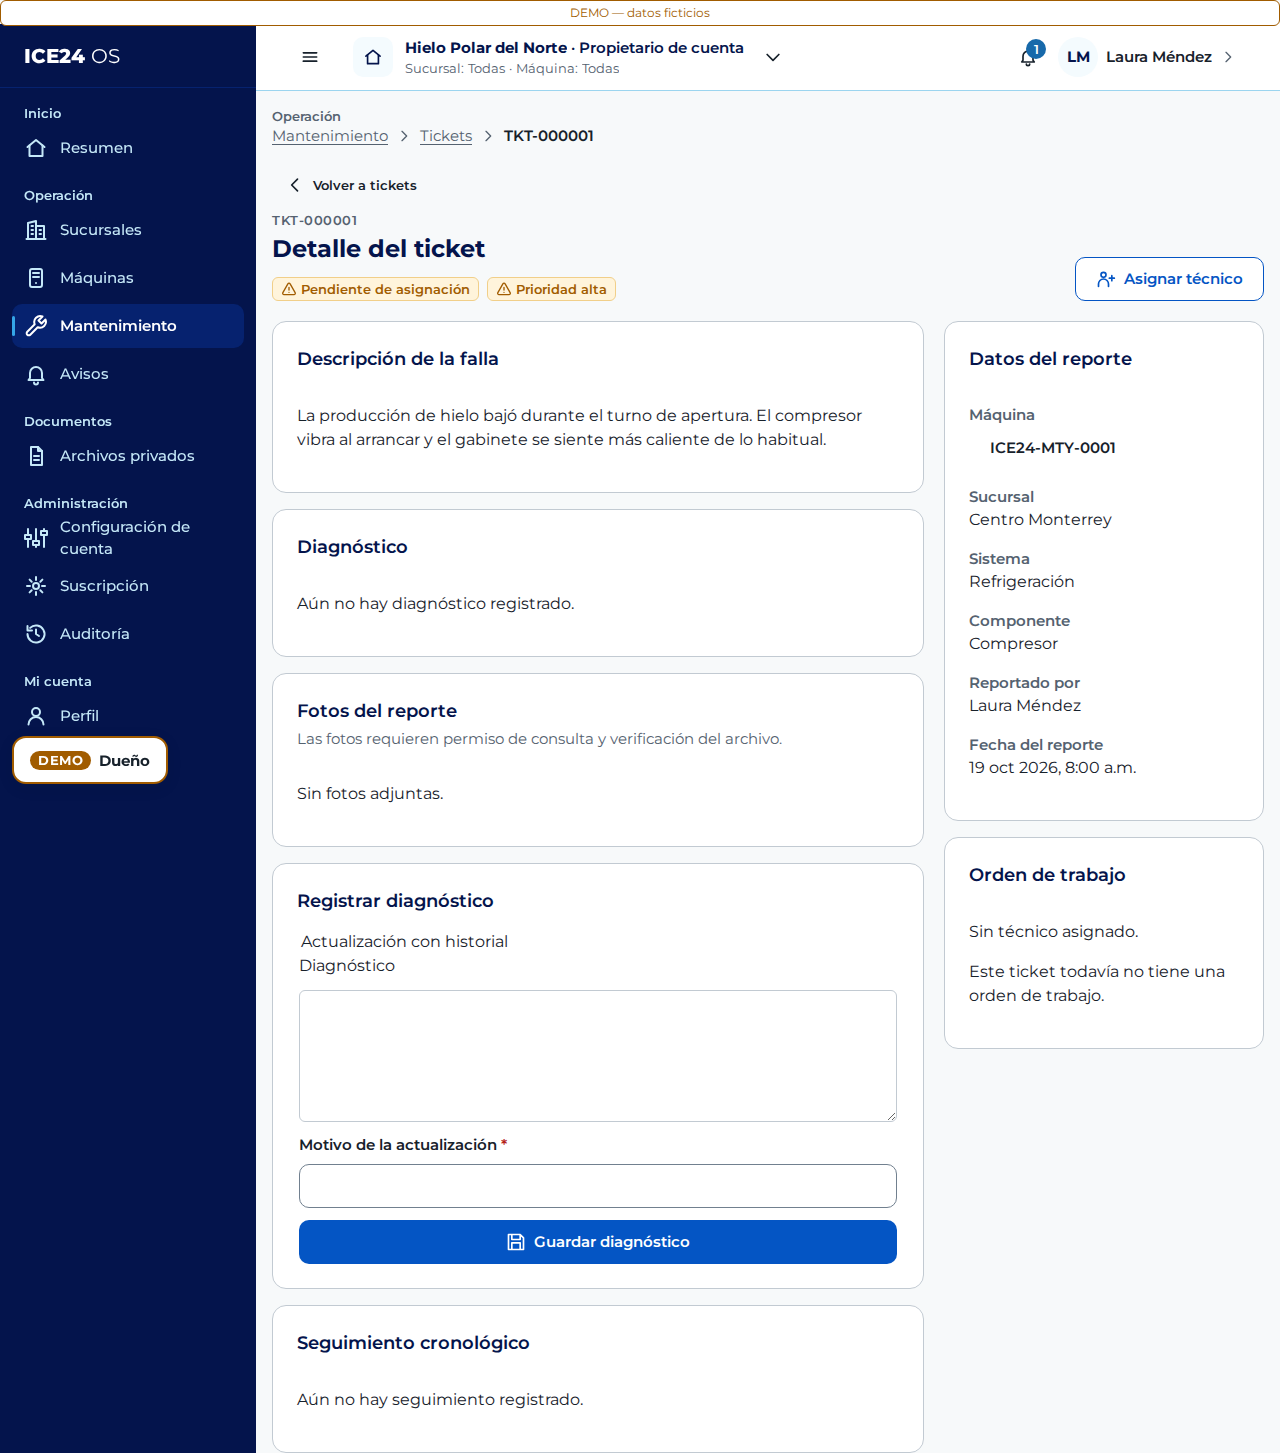 DEMO — datos ficticios
ICE24 OS
Inicio
Resumen
Operación
Sucursales
Máquinas
Mantenimiento
Avisos
Documentos
Archivos privados
Administración
Configuración de
cuenta
Suscripción
Auditoría
Mi cuenta
Perfil
DEMO Dueño
Hielo Polar del Norte · Propietario de cuenta
Sucursal: Todas · Máquina: Todas
1
LM Laura Méndez
Operación
Mantenimiento > Tickets > TKT-000001
Volver a tickets
TKT-000001
Detalle del ticket
Pendiente de asignación
Prioridad alta
Asignar técnico
Descripción de la falla
La producción de hielo bajó durante el turno de apertura. El compresor
vibra al arrancar y el gabinete se siente más caliente de lo habitual.
Diagnóstico
Aún no hay diagnóstico registrado.
Fotos del reporte
Las fotos requieren permiso de consulta y verificación del archivo.
Sin fotos adjuntas.
Registrar diagnóstico
Actualización con historial
Diagnóstico
Motivo de la actualización *
Guardar diagnóstico
Seguimiento cronológico
Aún no hay seguimiento registrado.
Datos del reporte
Máquina
ICE24-MTY-0001
Sucursal
Centro Monterrey
Sistema
Refrigeración
Componente
Compresor
Reportado por
Laura Méndez
Fecha del reporte
19 oct 2026, 8:00 a.m.
Orden de trabajo
Sin técnico asignado.
Este ticket todavía no tiene una
orden de trabajo.